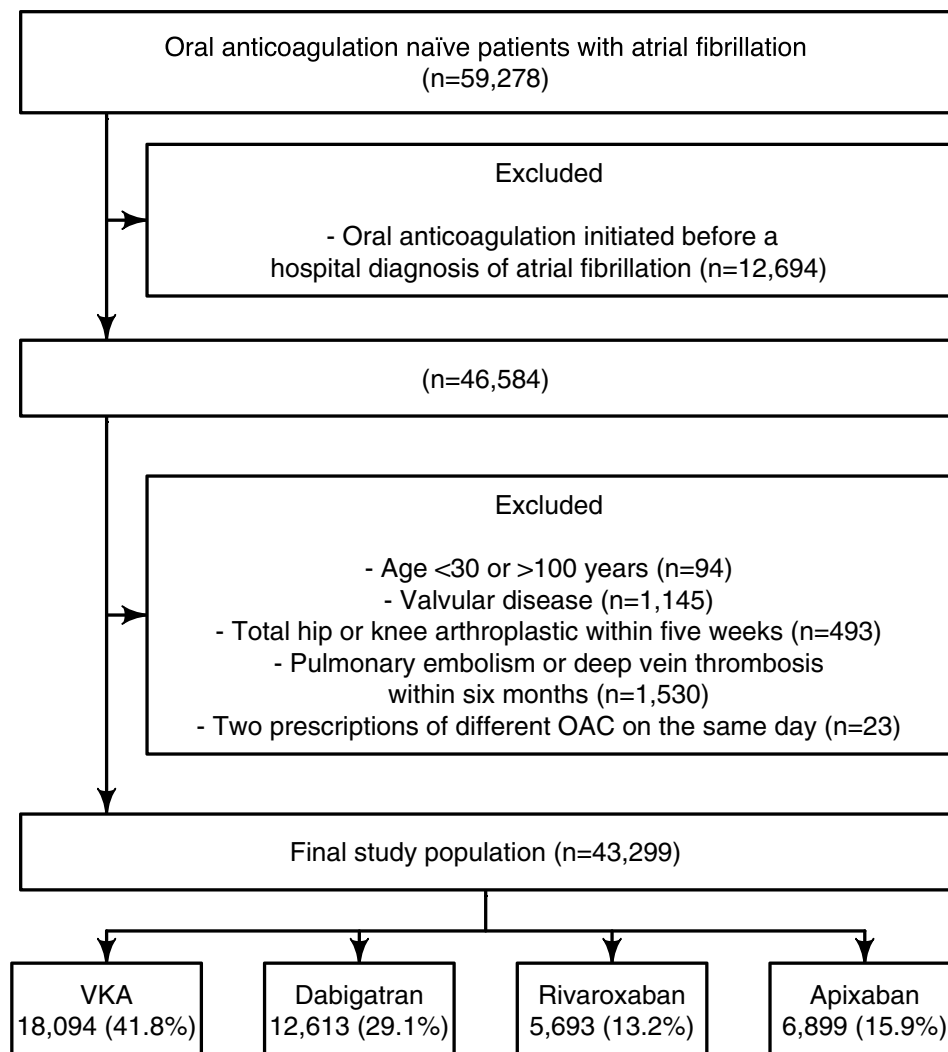 Oral anticoagulation naïve patients with atrial fibrillation
(n=59,278)
Excluded
- Oral anticoagulation initiated before a
hospital diagnosis of atrial fibrillation (n=12,694)
(n=46,584)
Excluded
- Age <30 or >100 years (n=94)
- Valvular disease (n=1,145)
- Total hip or knee arthroplastic within five weeks (n=493)
- Pulmonary embolism or deep vein thrombosis
within six months (n=1,530)
- Two prescriptions of different OAC on the same day (n=23)
Final study population (n=43,299)
VKA
18,094 (41.8%)
Dabigatran
12,613 (29.1%)
Rivaroxaban
5,693 (13.2%)
Apixaban
6,899 (15.9%)